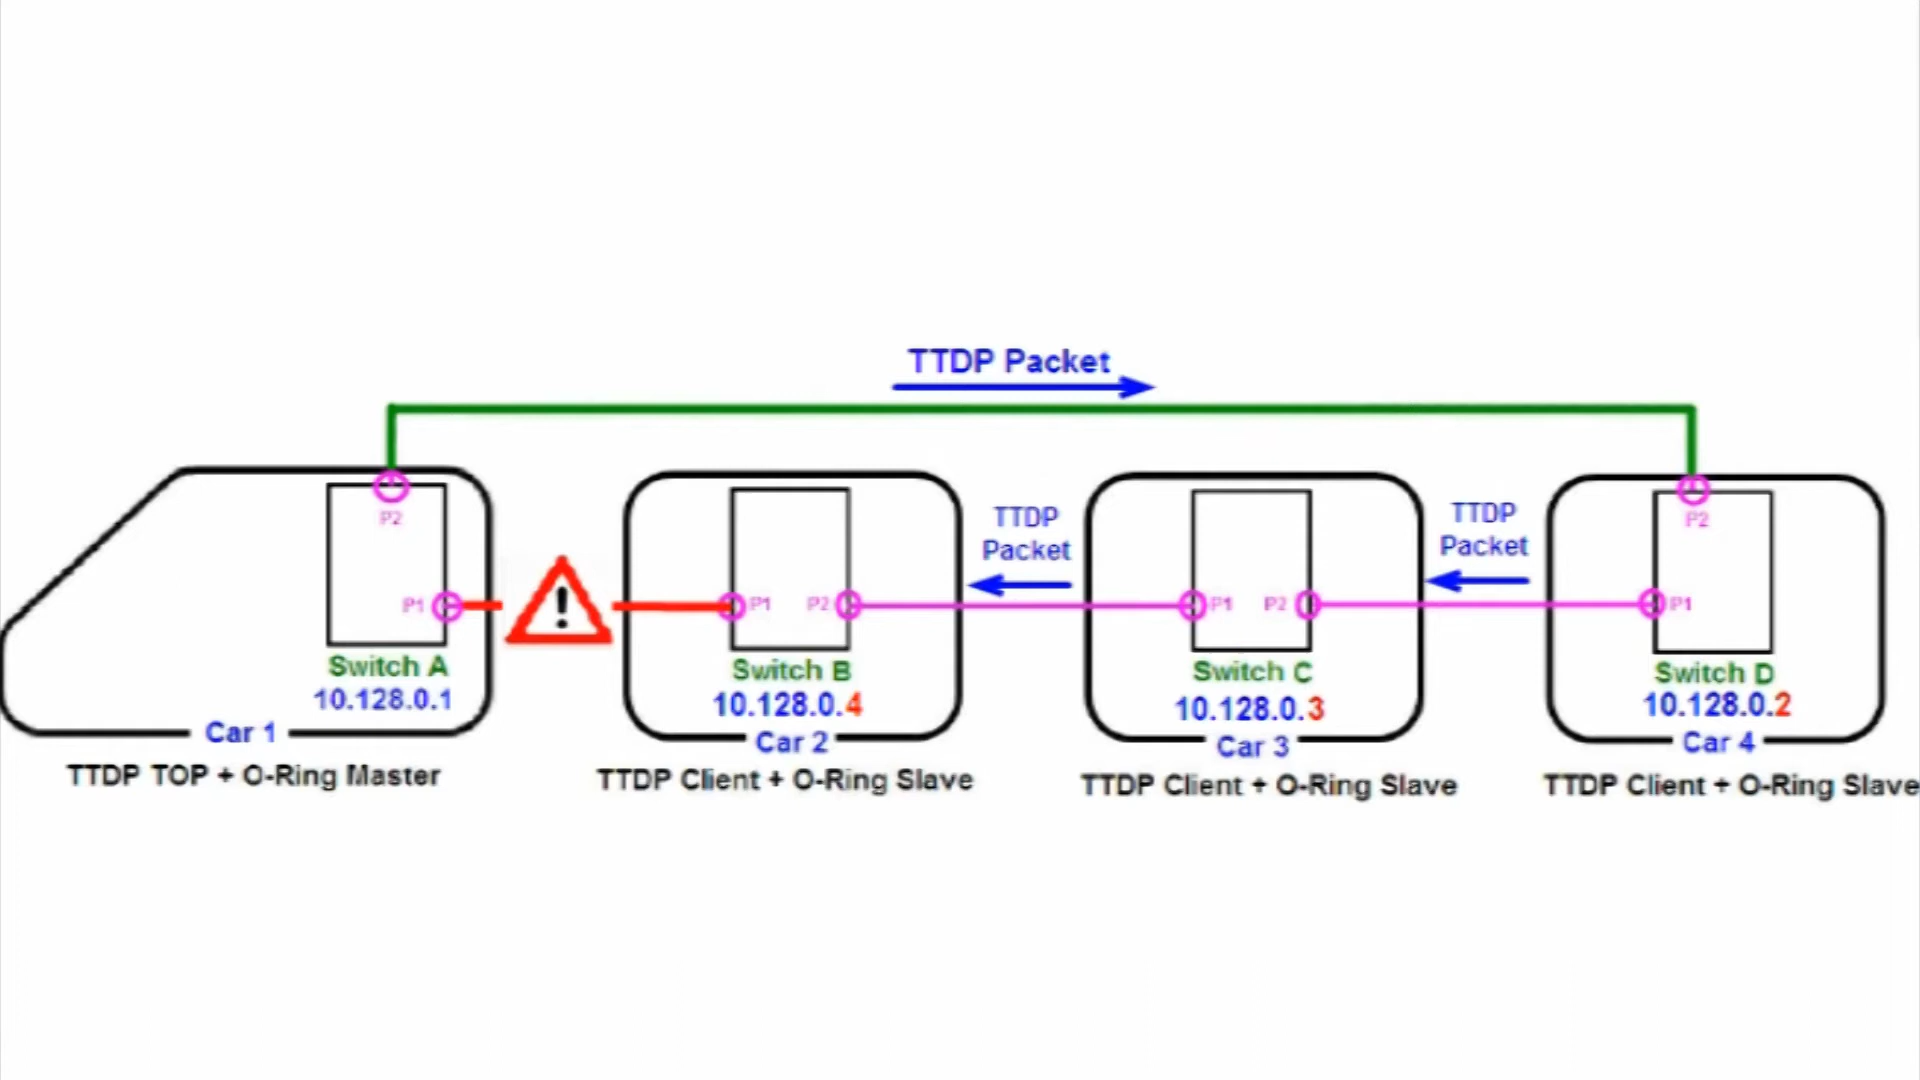 TTDP Packet
TTDP
Packet
TTDP
Packet
P2
P1
Switch A
10.128.0.1
Car 1
TTDP TOP + O-Ring Master
P1
P2
Switch B
10.128.0.4
Car 2
TTDP Client + O-Ring Slave
P1
P2
Switch C
10.128.0.3
Car 3
TTDP Client + O-Ring Slave
P2
P1
Switch D
10.128.0.2
Car 4
TTDP Client + O-Ring Slave